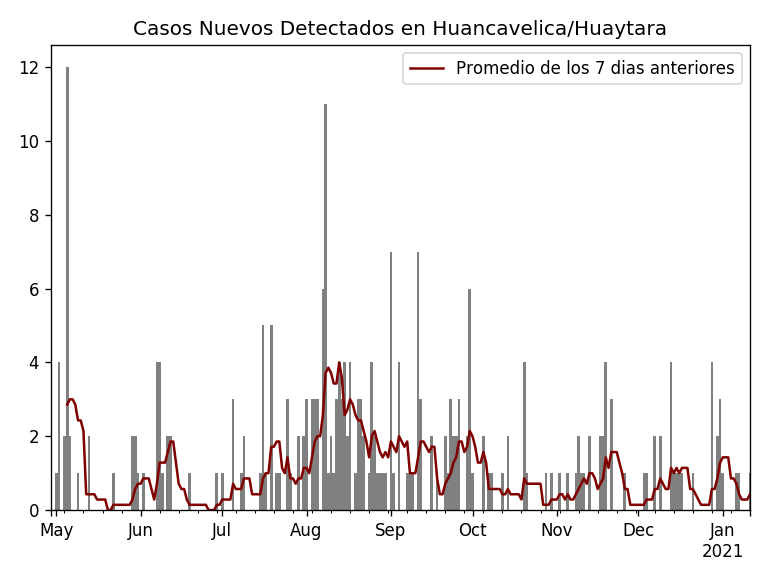 Casos Nuevos Detectados en Huancavelica/Huaytara
Promedio de los 7 dias anteriores
12
10
8
6
4
2
0
May Jun Jul Aug Sep Oct Nov Dec Jan
2021